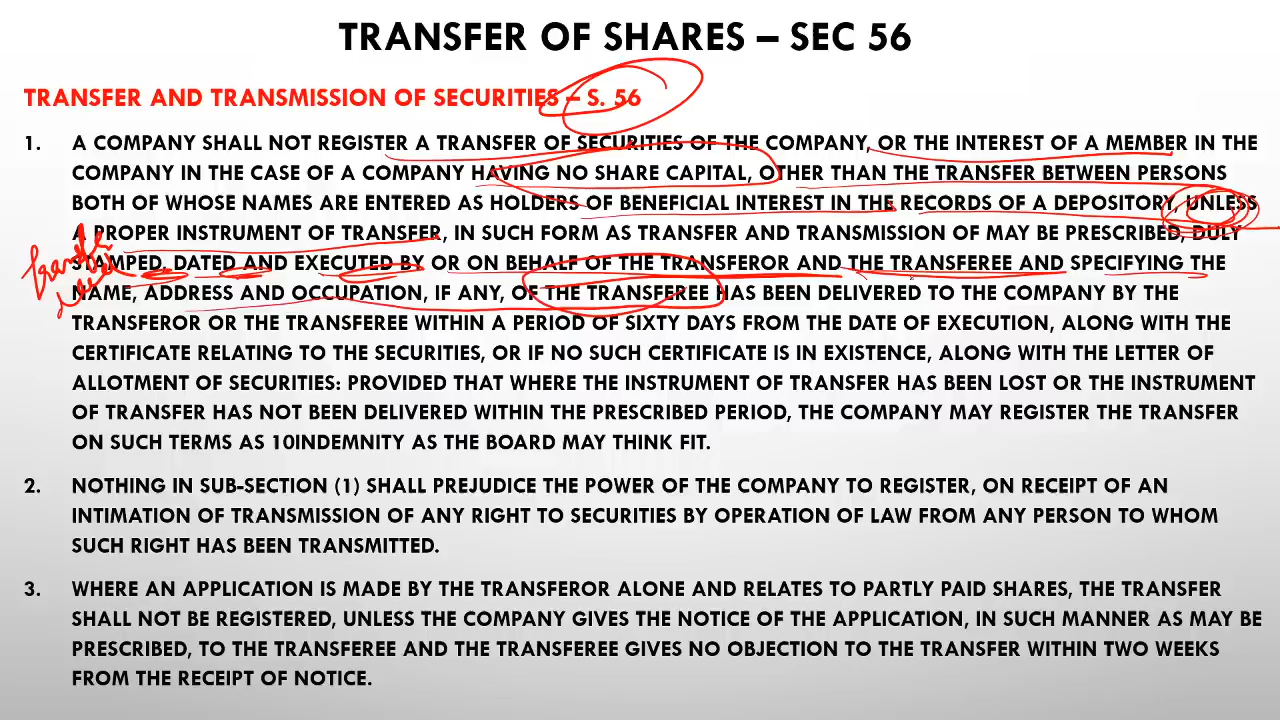 TRANSFER OF SHARES – SEC 56
TRANSFER AND TRANSMISSION OF SECURITIES – S. 56
1. A COMPANY SHALL NOT REGISTER A TRANSFER OF SECURITIES OF THE COMPANY, OR THE INTEREST OF A MEMBER IN THE
COMPANY IN THE CASE OF A COMPANY HAVING NO SHARE CAPITAL, OTHER THAN THE TRANSFER BETWEEN PERSONS
BOTH OF WHOSE NAMES ARE ENTERED AS HOLDERS OF BENEFICIAL INTEREST IN THE RECORDS OF A DEPOSITORY, UNLESS
A PROPER INSTRUMENT OF TRANSFER, IN SUCH FORM AS TRANSFER AND TRANSMISSION OF MAY BE PRESCRIBED, DULY
STAMPED, DATED AND EXECUTED BY OR ON BEHALF OF THE TRANSFEROR AND THE TRANSFEREE AND SPECIFYING THE
NAME, ADDRESS AND OCCUPATION, IF ANY, OF THE TRANSFEREE HAS BEEN DELIVERED TO THE COMPANY BY THE
TRANSFEROR OR THE TRANSFEREE WITHIN A PERIOD OF SIXTY DAYS FROM THE DATE OF EXECUTION, ALONG WITH THE
CERTIFICATE RELATING TO THE SECURITIES, OR IF NO SUCH CERTIFICATE IS IN EXISTENCE, ALONG WITH THE LETTER OF
ALLOTMENT OF SECURITIES: PROVIDED THAT WHERE THE INSTRUMENT OF TRANSFER HAS BEEN LOST OR THE INSTRUMENT
OF TRANSFER HAS NOT BEEN DELIVERED WITHIN THE PRESCRIBED PERIOD, THE COMPANY MAY REGISTER THE TRANSFER
ON SUCH TERMS AS 10INDEMNITY AS THE BOARD MAY THINK FIT.
2. NOTHING IN SUB-SECTION (1) SHALL PREJUDICE THE POWER OF THE COMPANY TO REGISTER, ON RECEIPT OF AN
INTIMATION OF TRANSMISSION OF ANY RIGHT TO SECURITIES BY OPERATION OF LAW FROM ANY PERSON TO WHOM
SUCH RIGHT HAS BEEN TRANSMITTED.
3. WHERE AN APPLICATION IS MADE BY THE TRANSFEROR ALONE AND RELATES TO PARTLY PAID SHARES, THE TRANSFER
SHALL NOT BE REGISTERED, UNLESS THE COMPANY GIVES THE NOTICE OF THE APPLICATION, IN SUCH MANNER AS MAY BE
PRESCRIBED, TO THE TRANSFEREE AND THE TRANSFEREE GIVES NO OBJECTION TO THE TRANSFER WITHIN TWO WEEKS
FROM THE RECEIPT OF NOTICE.